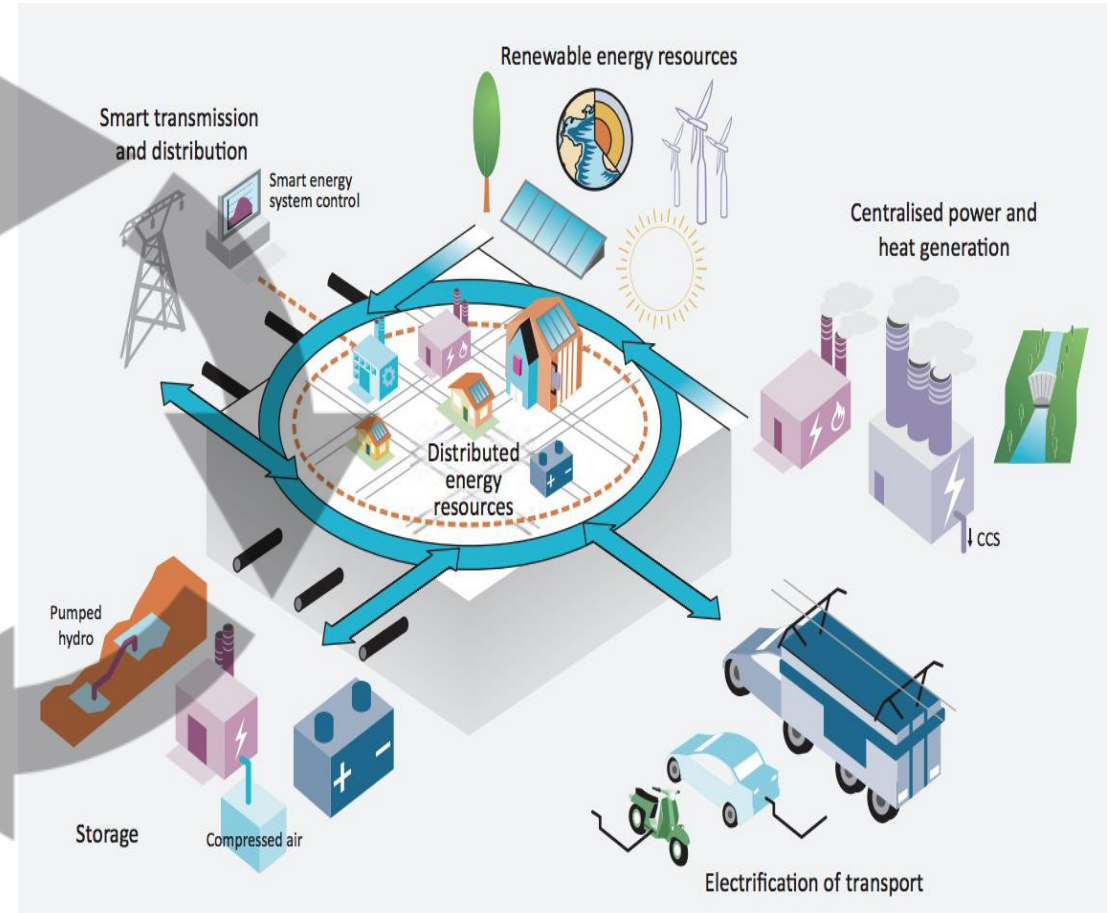 Renewable energy resources
Smart transmission
and distribution
Smart energy
system control
Centralised power and
heat generation
Distributed
energy
resources
CCS
Pumped
hydro
Storage
Compressed air
Electrification of transport